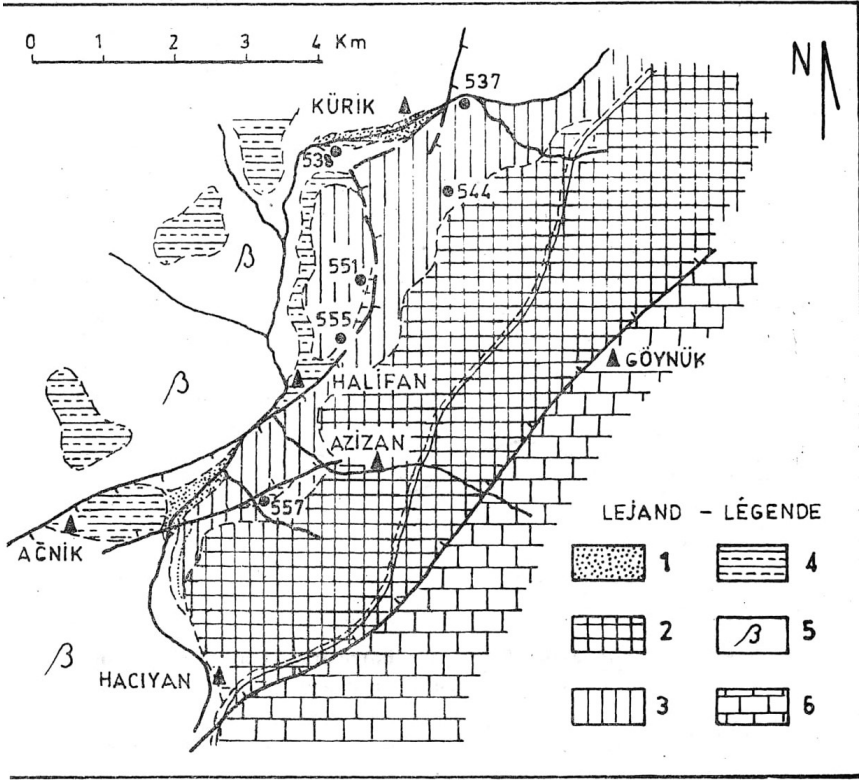 0 1 2 3 4 Km
N
537
KÜRİK
538
544
β
551
555
GÖYNÜK
HALİFAN
β
AZİZAN
557
LEJAND - LÉGENDE
AČNİK
1 4
2 β 5
β
HACIYAN
3 6